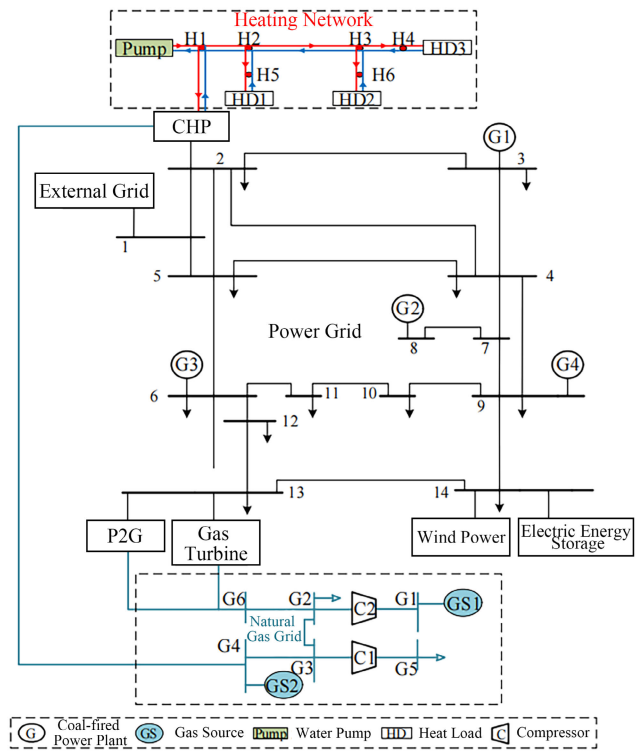 Heating Network
H1 H2 H3 H4
Pump HD3
H5 H6
HD1 HD2
CHP
G1
2 3
External Grid
1
5 4
Power Grid
G2
8 7
G3 G4
6 11 10 9
12
13 14
P2G
Gas
Turbine
Wind Power
Electric Energy
Storage
G6 G2 C2 G1 GS1
Natural
Gas Grid
G4 G3 C1 G5
GS2
G Coal-fired
Power Plant
GS Gas Source
Pump Water Pump
HD Heat Load
C Compressor